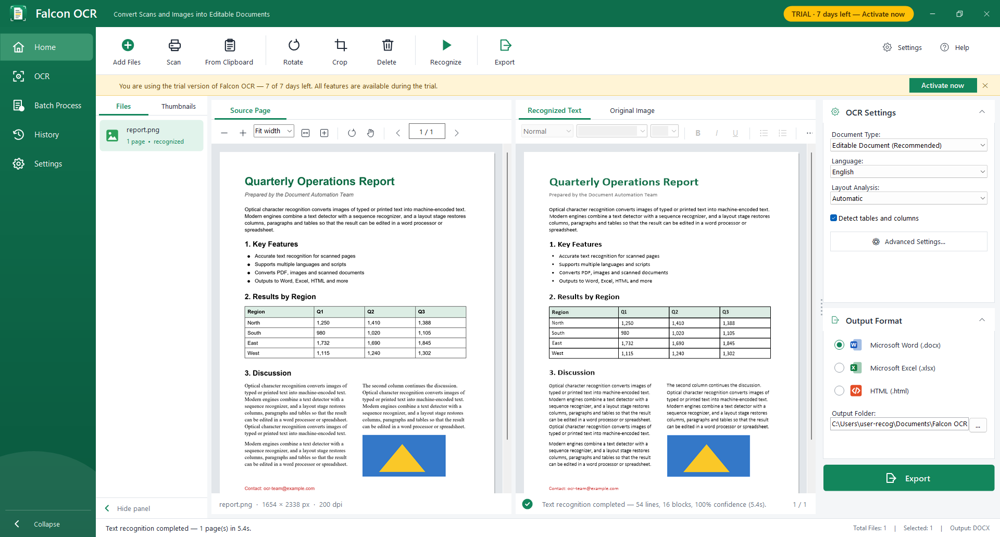 Falcon OCR
Convert Scans and Images into Editable Documents
TRIAL · 7 days left — Activate now
Home
OCR
Batch Process
History
Settings
Collapse
Add Files
Scan
From Clipboard
Rotate
Crop
Delete
Recognize
Export
Settings
Help
You are using the trial version of Falcon OCR — 7 of 7 days left. All features are available during the trial.
Activate now
Files
Thumbnails
report.png
1 page • recognized
Hide panel
Source Page
Fit width
1 / 1
Quarterly Operations Report
Prepared by the Document Automation Team
Optical character recognition converts images of typed or printed text into machine-encoded text.
Modern engines combine a text detector with a sequence recognizer, and a layout stage restores
columns, paragraphs and tables so that the result can be edited in a word processor or
spreadsheet.
1. Key Features
• Accurate text recognition for scanned pages
• Supports multiple languages and scripts
• Converts PDF, images and scanned documents
• Outputs to Word, Excel, HTML and more
2. Results by Region
Region Q1 Q2 Q3
North 1,250 1,410 1,388
South 980 1,020 1,105
East 1,732 1,690 1,845
West 1,115 1,240 1,302
3. Discussion
Optical character recognition converts images of
typed or printed text into machine-encoded text.
Modern engines combine a text detector with a
sequence recognizer, and a layout stage restores
columns, paragraphs and tables so that the result
can be edited in a word processor or spreadsheet.
Optical character recognition converts images of
typed or printed text into machine-encoded text.
Modern engines combine a text detector with a
sequence recognizer, and a layout stage restores
columns, paragraphs and tables so that the result
can be edited in a word processor or spreadsheet.
The second column continues the discussion.
Optical character recognition converts images of
typed or printed text into machine-encoded text.
Modern engines combine a text detector with a
sequence recognizer, and a layout stage restores
columns, paragraphs and tables so that the result
can be edited in a word processor or spreadsheet.
Contact: ocr-team@example.com
report.png · 1654 × 2338 px · 200 dpi
Recognized Text
Original Image
Normal
B I U
Quarterly Operations Report
Prepared by the Document Automation Team
Optical character recognition converts images of typed or printed text into machine-encoded text.
Modern engines combine a text detector with a sequence recognizer, and a layout stage restores
columns, paragraphs and tables so that the result can be edited in a word processor or
spreadsheet.
1. Key Features
• Accurate text recognition for scanned pages
• Supports multiple languages and scripts
• Converts PDF, images and scanned documents
• Outputs to Word, Excel, HTML and more
2. Results by Region
Region Q1 Q2 Q3
North 1,250 1,410 1,388
South 980 1,020 1,105
East 1,732 1,690 1,845
West 1,115 1,240 1,302
3. Discussion
Optical character recognition converts images of
typed or printed text into machine-encoded text.
Modern engines combine a text detector with a
sequence recognizer, and a layout stage restores
columns, paragraphs and tables so that the result
can be edited in a word processor or spreadsheet.
Optical character recognition converts images of
typed or printed text into machine-encoded text.
Modern engines combine a text detector with a
sequence recognizer, and a layout stage restores
columns, paragraphs and tables so that the result
can be edited in a word processor or spreadsheet.
The second column continues the discussion.
Optical character recognition converts images of
typed or printed text into machine-encoded text.
Modern engines combine a text detector with a
sequence recognizer, and a layout stage restores
columns, paragraphs and tables so that the result
can be edited in a word processor or spreadsheet.
Contact: ocr-team@example.com
Text recognition completed — 54 lines, 16 blocks, 100% confidence (5.4s).
1 / 1
OCR Settings
Document Type:
Editable Document (Recommended)
Language:
English
Layout Analysis:
Automatic
Detect tables and columns
Advanced Settings...
Output Format
Microsoft Word (.docx)
Microsoft Excel (.xlsx)
HTML (.html)
Output Folder:
C:\Users\user-recog\Documents\Falcon OCR
...
Export
Text recognition completed — 1 page(s) in 5.4s.
Total Files: 1 | Selected: 1 | Output: DOCX